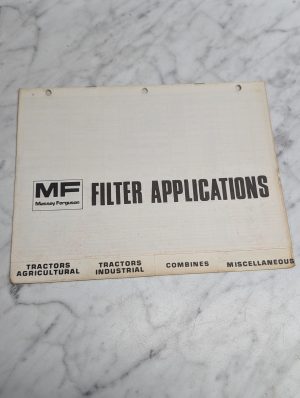 MF
Massey Ferguson
FILTER APPLICATIONS
TRACTORS
AGRICULTURAL
TRACTORS
INDUSTRIAL
COMBINES
MISCELLANEOUS